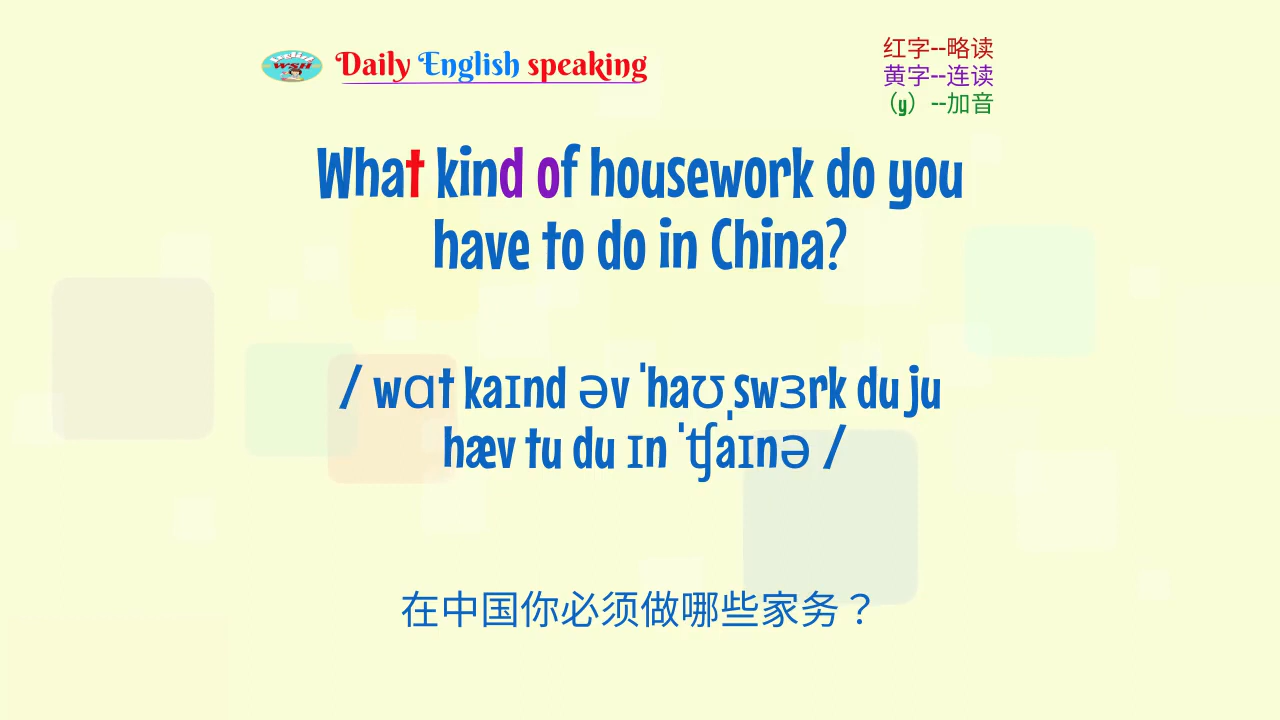 WSH
Daily English speaking
红字--略读
黄字--连读
（y）--加音
What kind of housework do you
have to do in China?
/ wɑt kaɪnd əv ˈhaʊˌswɜrk du ju
hæv tu du ɪn ˈʧaɪnə /
在中国你必须做哪些家务？